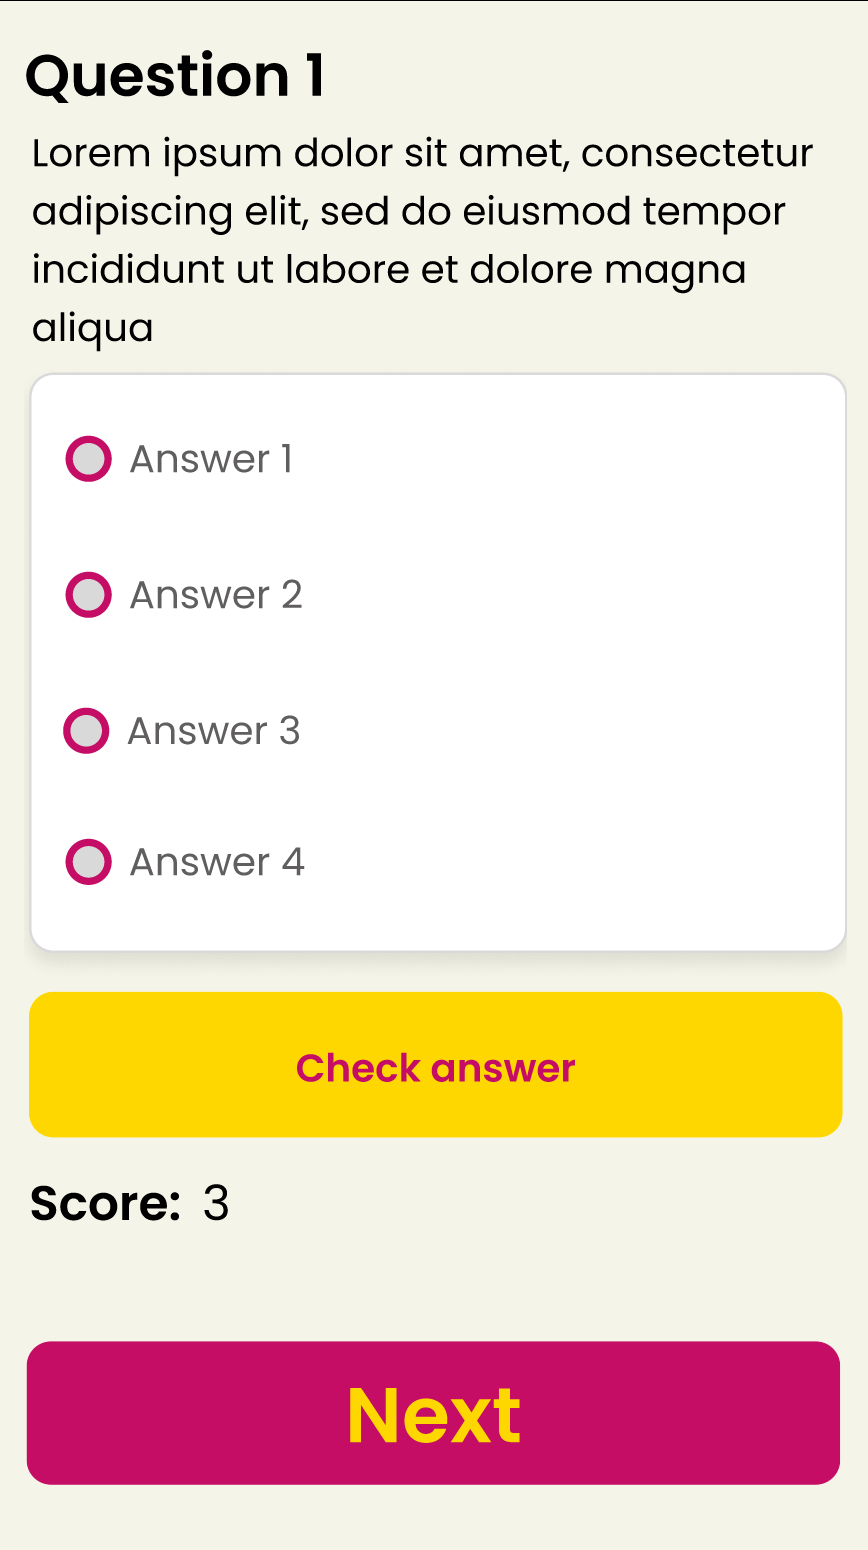 Question 1
Lorem ipsum dolor sit amet, consectetur
adipiscing elit, sed do eiusmod tempor
incididunt ut labore et dolore magna
aliqua
Answer 1
Answer 2
Answer 3
Answer 4
Check answer
Score: 3
Next